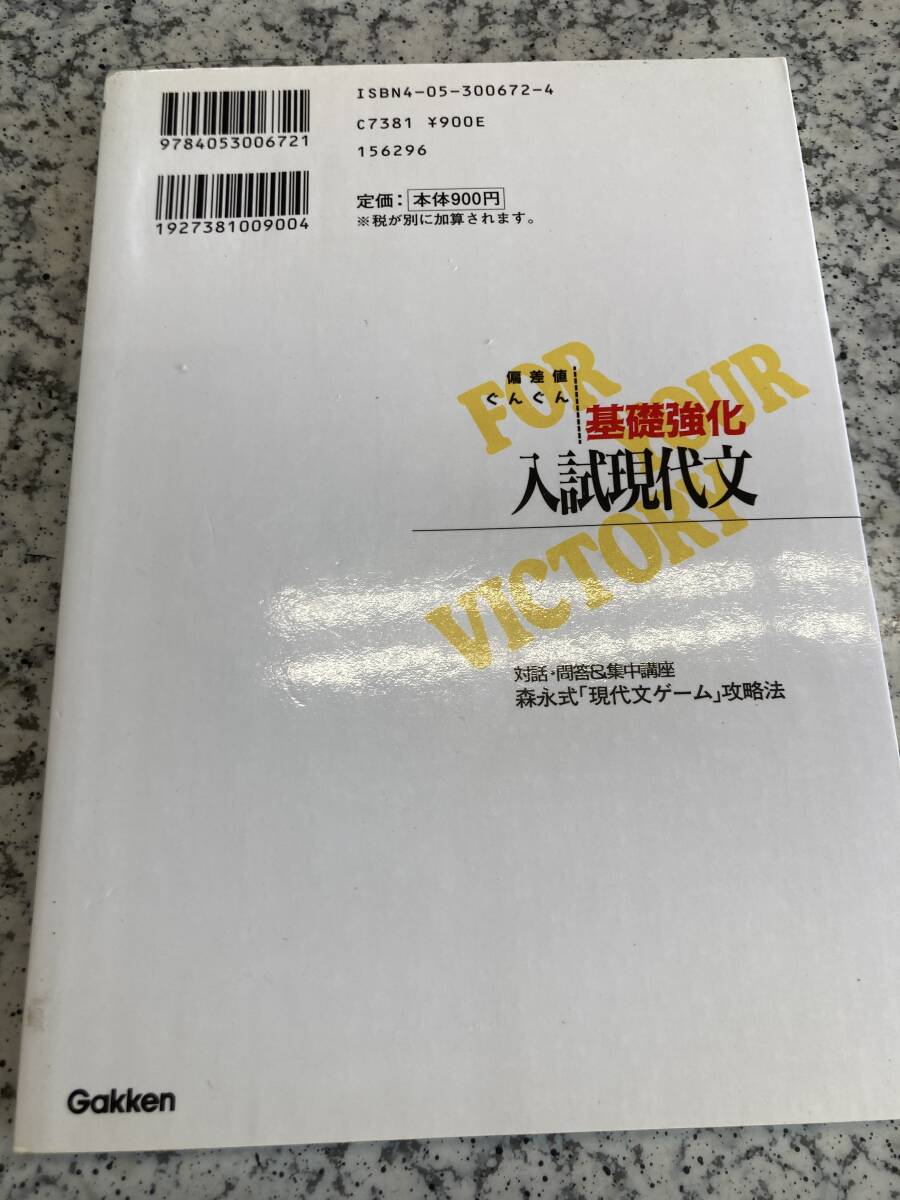 ISBN4-05-300672-4
C7381 ¥900E
156296
9784053006721
1927381009004
定価：本体900円
※税が別に加算されます。
FOR YOUR
VICTORY
偏差値
ぐんぐん
基礎強化
入試現代文
対話・問答&集中講座
森永式「現代文ゲーム」攻略法
Gakken